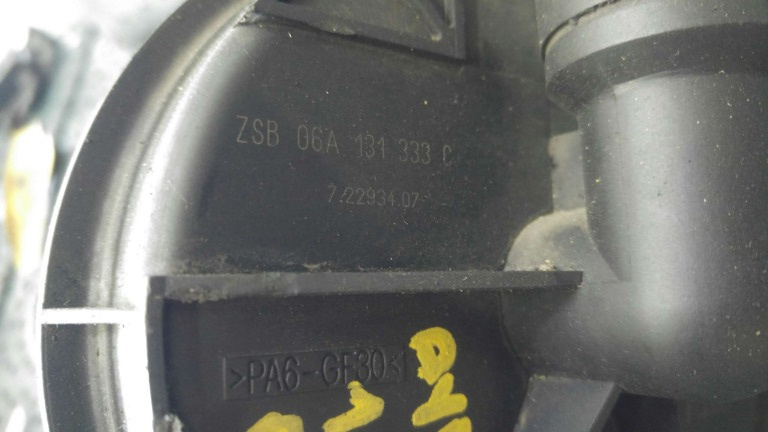 ZSB 06A 131 333 C
7.22934.07
>PA6-GF30<
D